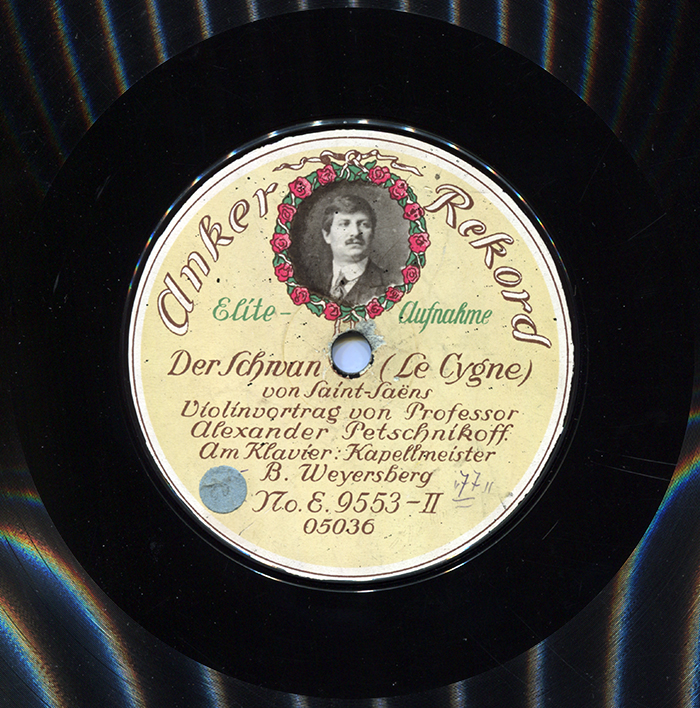 Anker Rekord
Elite- Aufnahme
Der Schwan (Le Cygne)
von Saint-Saëns
Violinvortrag von Professor
Alexander Petschnikoff.
Am Klavier: Kapellmeister
B. Weyersberg
No. E. 9553-II
05036
"77"